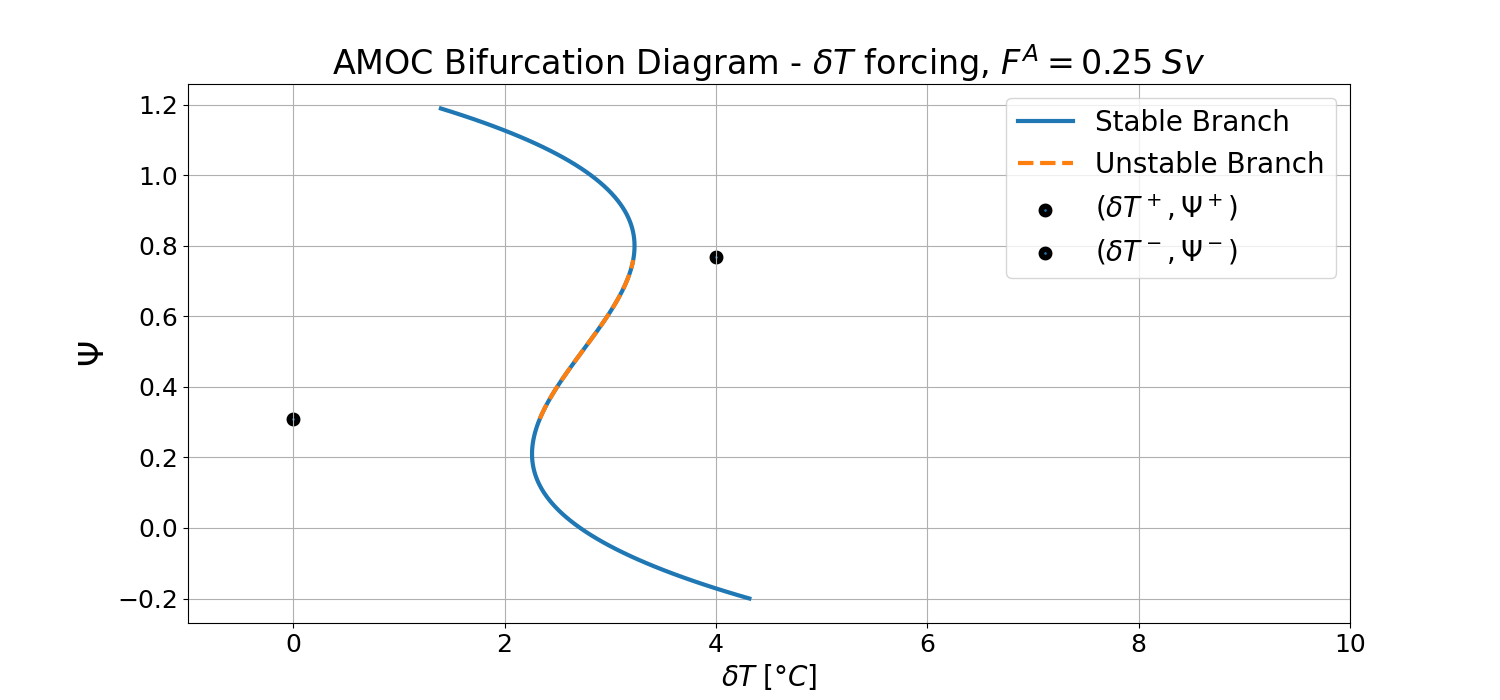 AMOC Bifurcation Diagram - δT forcing, F^A = 0.25 Sv
Stable Branch
Unstable Branch
(δT⁺, Ψ⁺)
(δT⁻, Ψ⁻)
Ψ
1.2
1.0
0.8
0.6
0.4
0.2
0.0
−0.2
0 2 4 6 8 10
δT [°C]